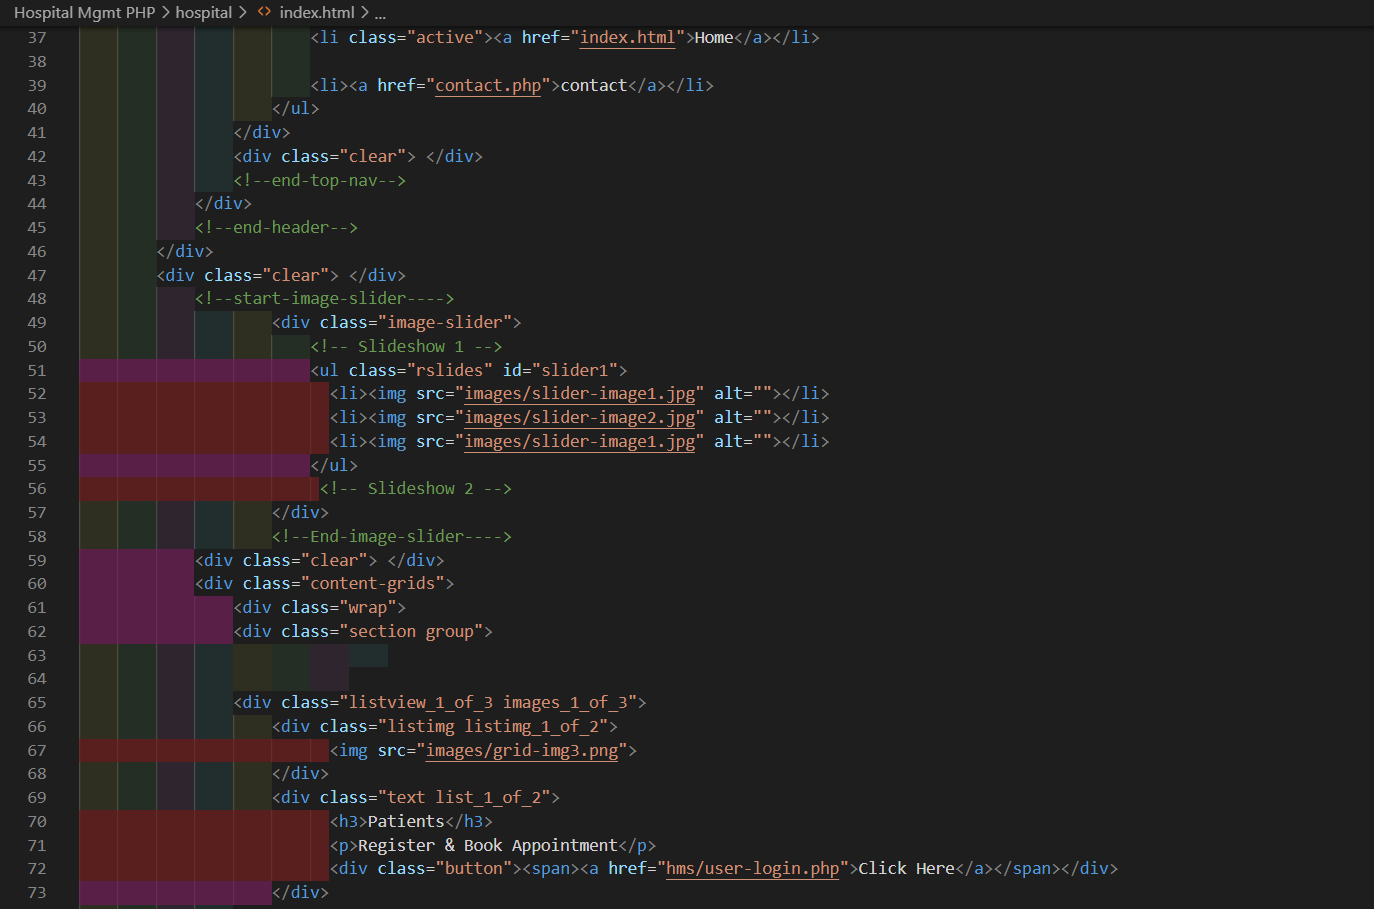 Hospital Mgmt PHP > hospital > <> index.html > ...
37 <li class="active"><a href="index.html">Home</a></li>
38
39 <li><a href="contact.php">contact</a></li>
40 </ul>
41 </div>
42 <div class="clear"> </div>
43 <!--end-top-nav-->
44 </div>
45 <!--end-header-->
46 </div>
47 <div class="clear"> </div>
48 <!--start-image-slider---->
49 <div class="image-slider">
50 <!-- Slideshow 1 -->
51 <ul class="rslides" id="slider1">
52 <li><img src="images/slider-image1.jpg" alt=""></li>
53 <li><img src="images/slider-image2.jpg" alt=""></li>
54 <li><img src="images/slider-image1.jpg" alt=""></li>
55 </ul>
56 <!-- Slideshow 2 -->
57 </div>
58 <!--End-image-slider---->
59 <div class="clear"> </div>
60 <div class="content-grids">
61 <div class="wrap">
62 <div class="section group">
63
64
65 <div class="listview_1_of_3 images_1_of_3">
66 <div class="listimg listimg_1_of_2">
67 <img src="images/grid-img3.png">
68 </div>
69 <div class="text list_1_of_2">
70 <h3>Patients</h3>
71 <p>Register & Book Appointment</p>
72 <div class="button"><span><a href="hms/user-login.php">Click Here</a></span></div>
73 </div>